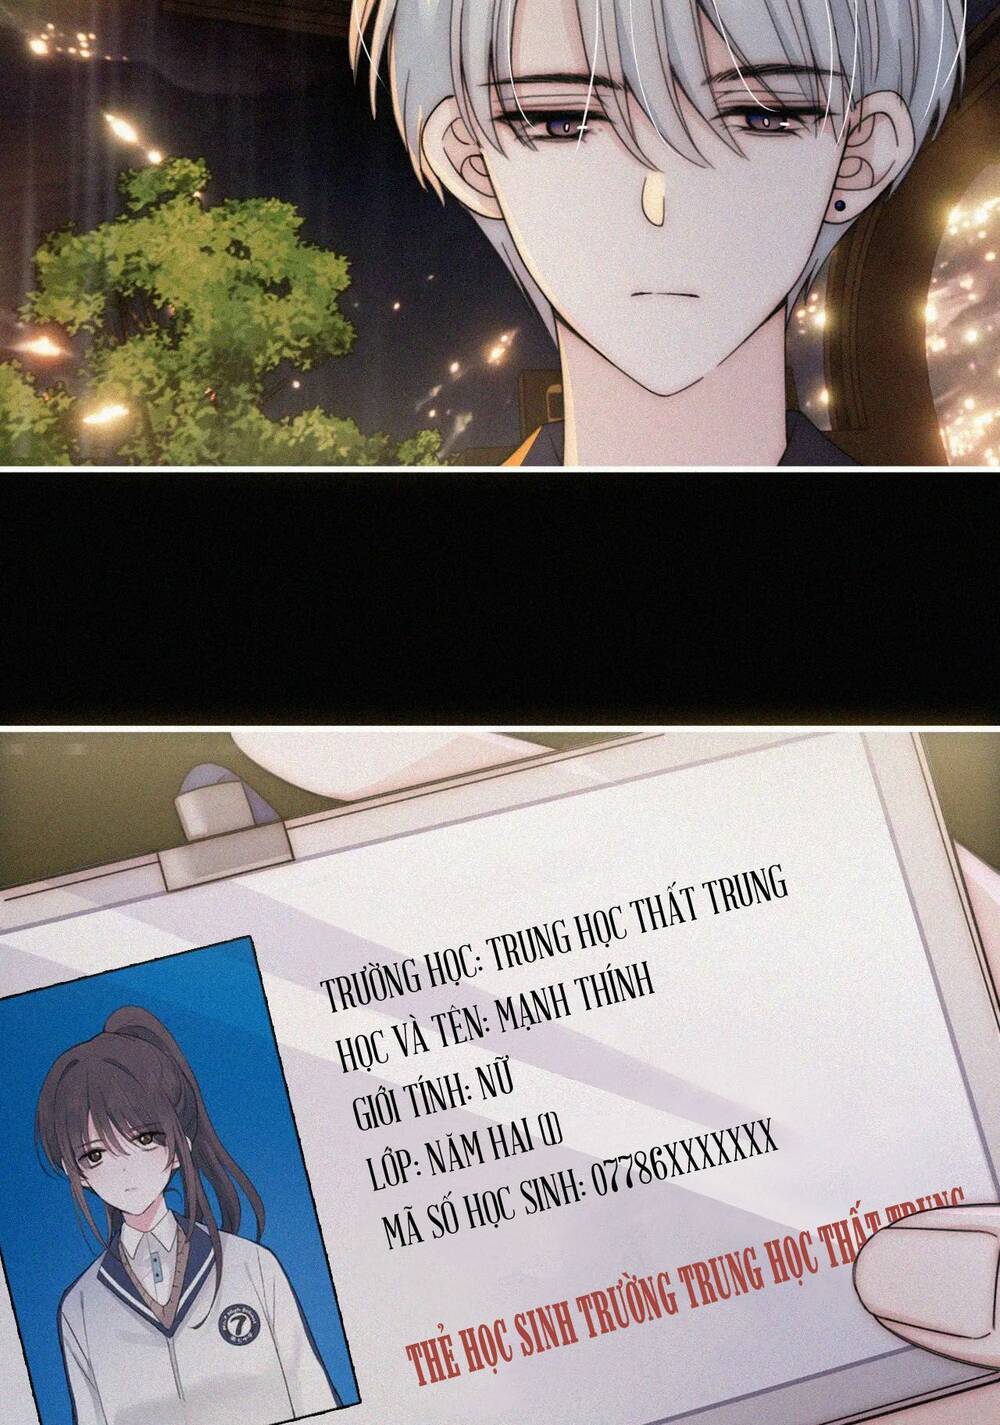 TRƯỜNG HỌC: TRUNG HỌC THẤT TRUNG
HỌC VÀ TÊN: MẠNH THÍNH
GIỚI TÍNH: NỮ
LỚP: NĂM HAI (1)
MÃ SỐ HỌC SINH: 07786XXXXXXX
THẺ HỌC SINH TRƯỜNG TRUNG HỌC THẤT TRUNG
7